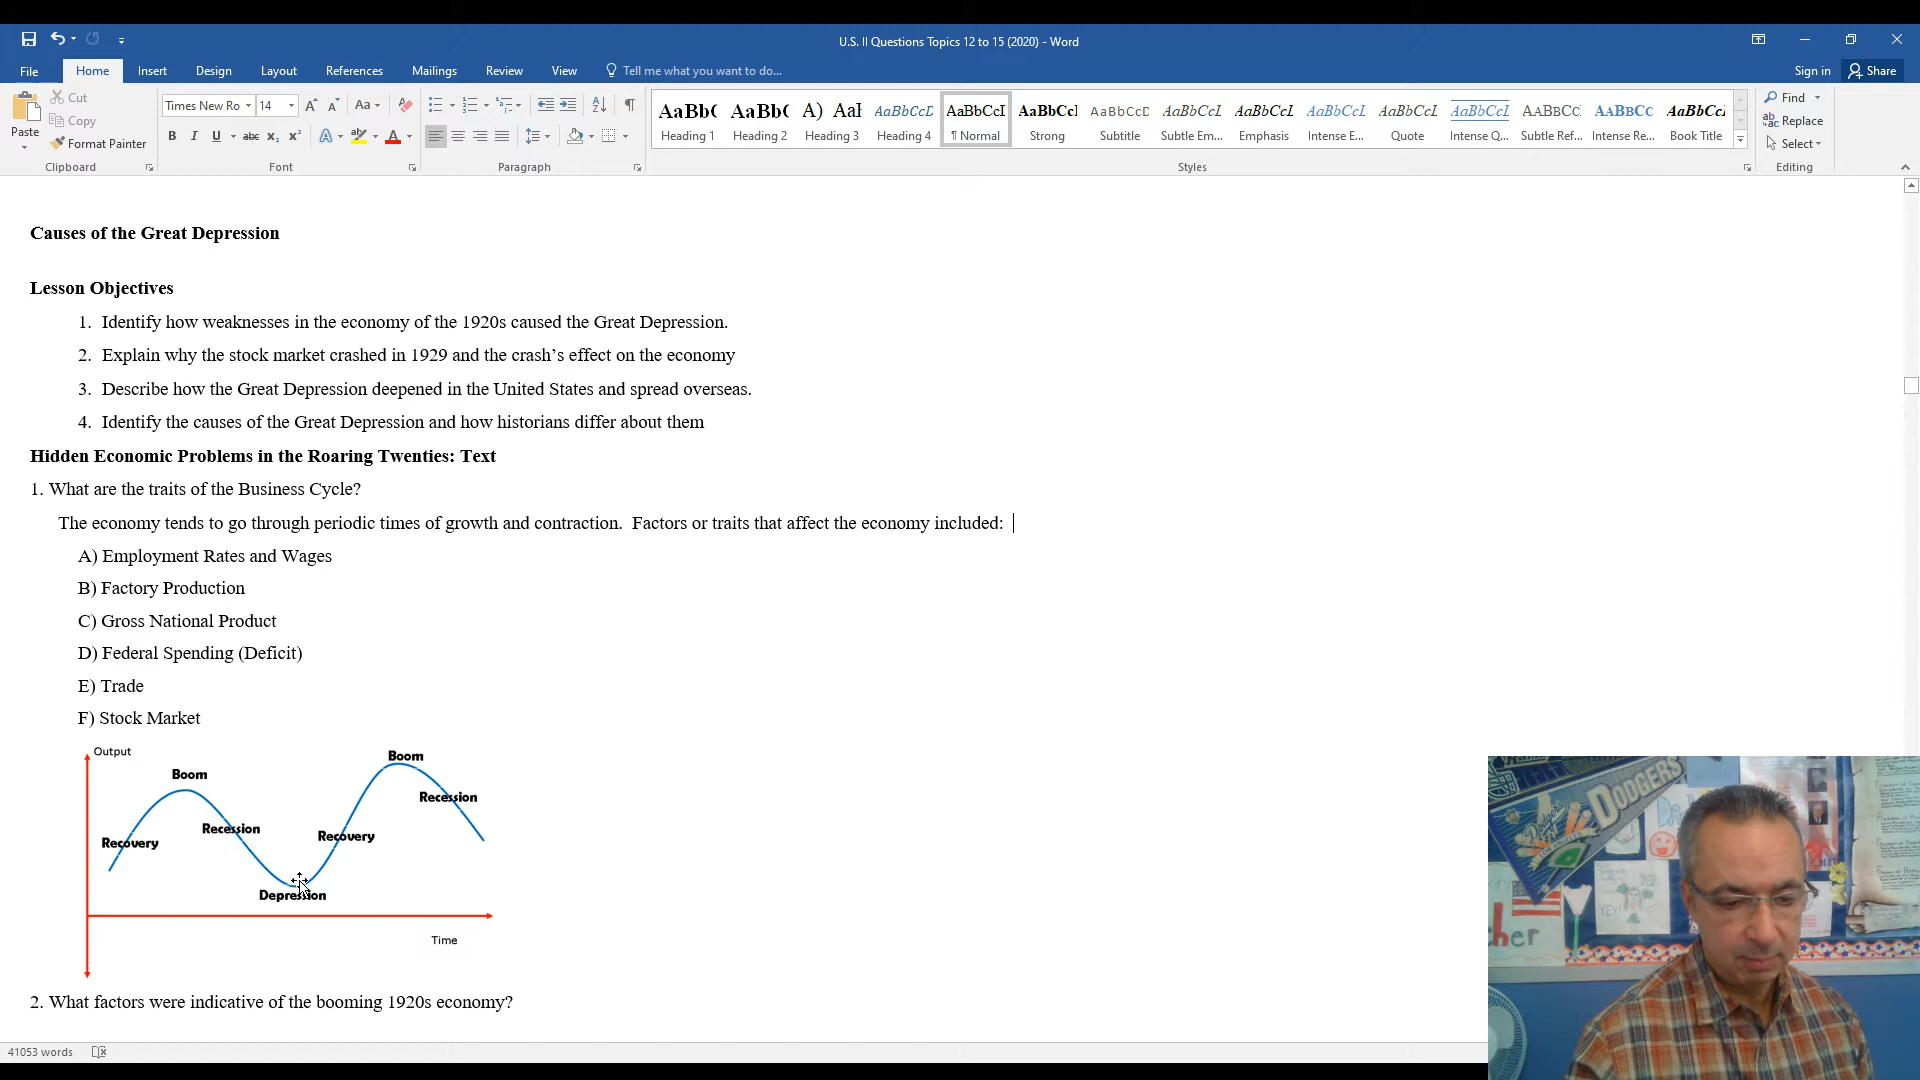 U.S. II Questions Topics 12 to 15 (2020) - Word
File Home Insert Design Layout References Mailings Review View Tell me what you want to do... Sign in Share
Paste Cut Copy Format Painter
Times New Ro 14
AaBbC AaBbC A) AaB AaBbCcD AaBbCcI AaBbCcI AaBbCcD AaBbCcL AaBbCcL AaBbCcL AaBbCcL AaBbCcL AABBCC AABBCC AaBbCcL
Heading 1 Heading 2 Heading 3 Heading 4 ¶ Normal Strong Subtitle Subtle Em... Emphasis Intense E... Quote Intense Q... Subtle Ref... Intense Re... Book Title
Find Replace Select
Clipboard Font Paragraph Styles Editing
Causes of the Great Depression
Lesson Objectives
1. Identify how weaknesses in the economy of the 1920s caused the Great Depression.
2. Explain why the stock market crashed in 1929 and the crash’s effect on the economy
3. Describe how the Great Depression deepened in the United States and spread overseas.
4. Identify the causes of the Great Depression and how historians differ about them
Hidden Economic Problems in the Roaring Twenties: Text
1. What are the traits of the Business Cycle?
The economy tends to go through periodic times of growth and contraction. Factors or traits that affect the economy included:
A) Employment Rates and Wages
B) Factory Production
C) Gross National Product
D) Federal Spending (Deficit)
E) Trade
F) Stock Market
Output
Boom
Boom
Recession
Recession
Recovery
Recovery
Depression
Time
2. What factors were indicative of the booming 1920s economy?
41053 words
DODGERS
LOS ANGELES
YEY!
cher